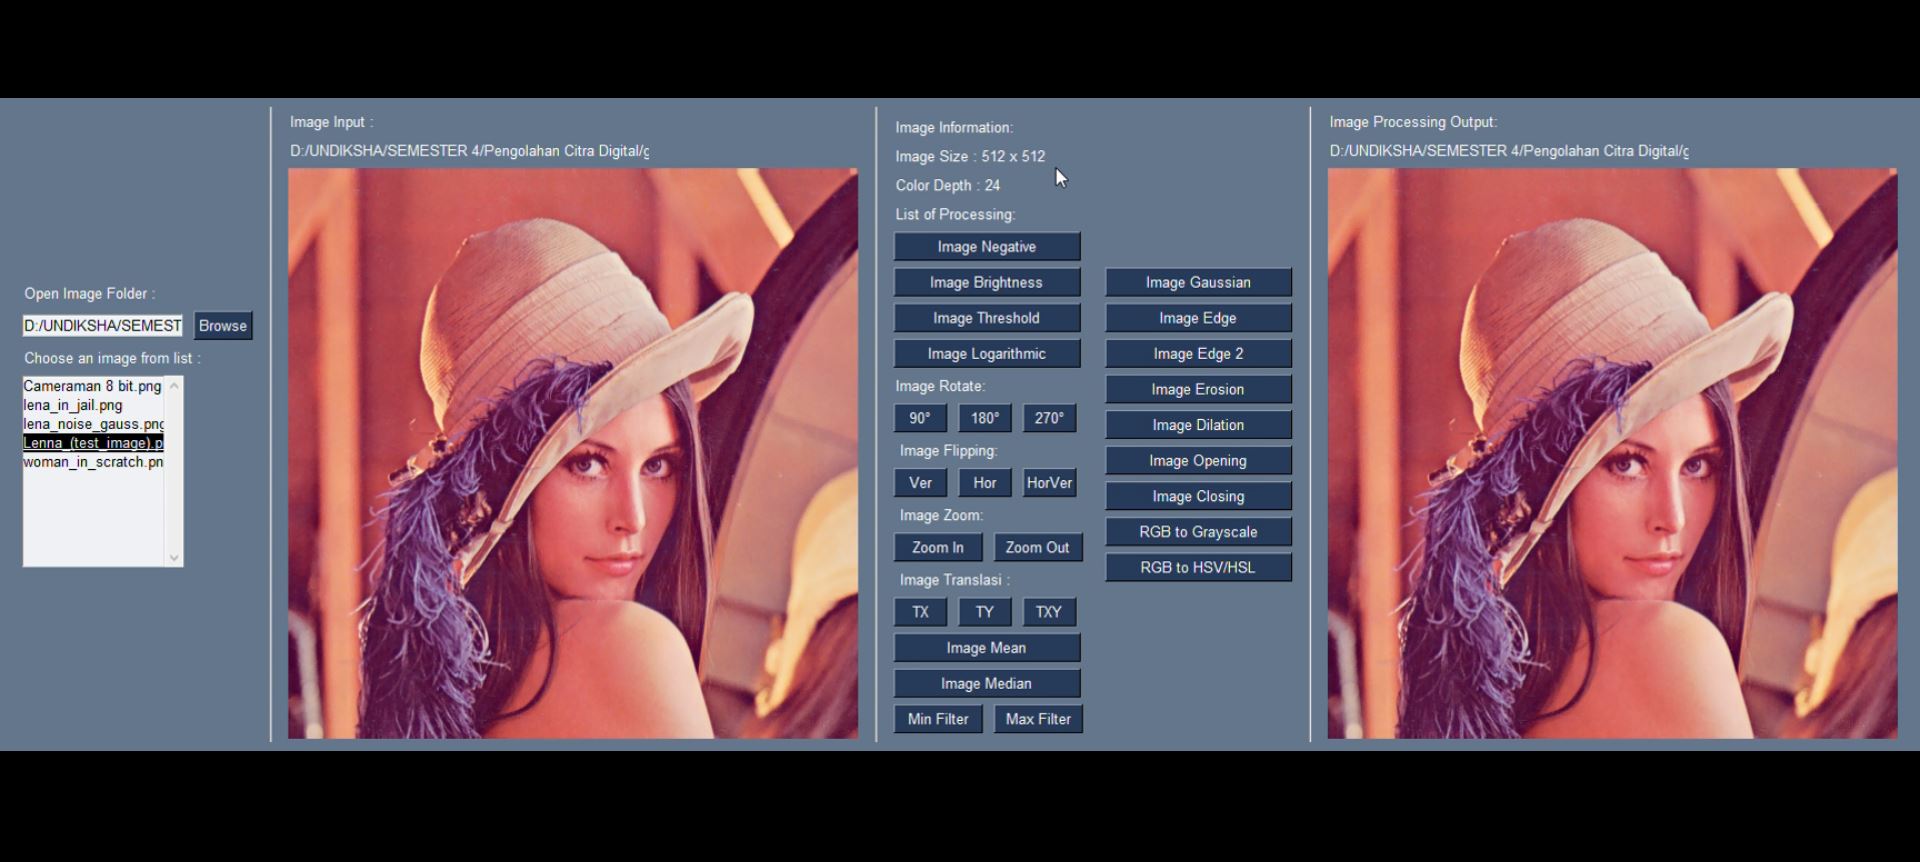 Open Image Folder :
D:/UNDIKSHA/SEMEST
Browse
Choose an image from list :
Cameraman 8 bit.png
lena_in_jail.png
lena_noise_gauss.png
Lenna_(test_image).p
woman_in_scratch.pn
Image Input :
D:/UNDIKSHA/SEMESTER 4/Pengolahan Citra Digital/g
Image Information:
Image Size : 512 x 512
Color Depth : 24
List of Processing:
Image Negative
Image Brightness
Image Threshold
Image Logarithmic
Image Rotate:
90° 180° 270°
Image Flipping:
Ver Hor HorVer
Image Zoom:
Zoom In Zoom Out
Image Translasi :
TX TY TXY
Image Mean
Image Median
Min Filter Max Filter
Image Gaussian
Image Edge
Image Edge 2
Image Erosion
Image Dilation
Image Opening
Image Closing
RGB to Grayscale
RGB to HSV/HSL
Image Processing Output:
D:/UNDIKSHA/SEMESTER 4/Pengolahan Citra Digital/g